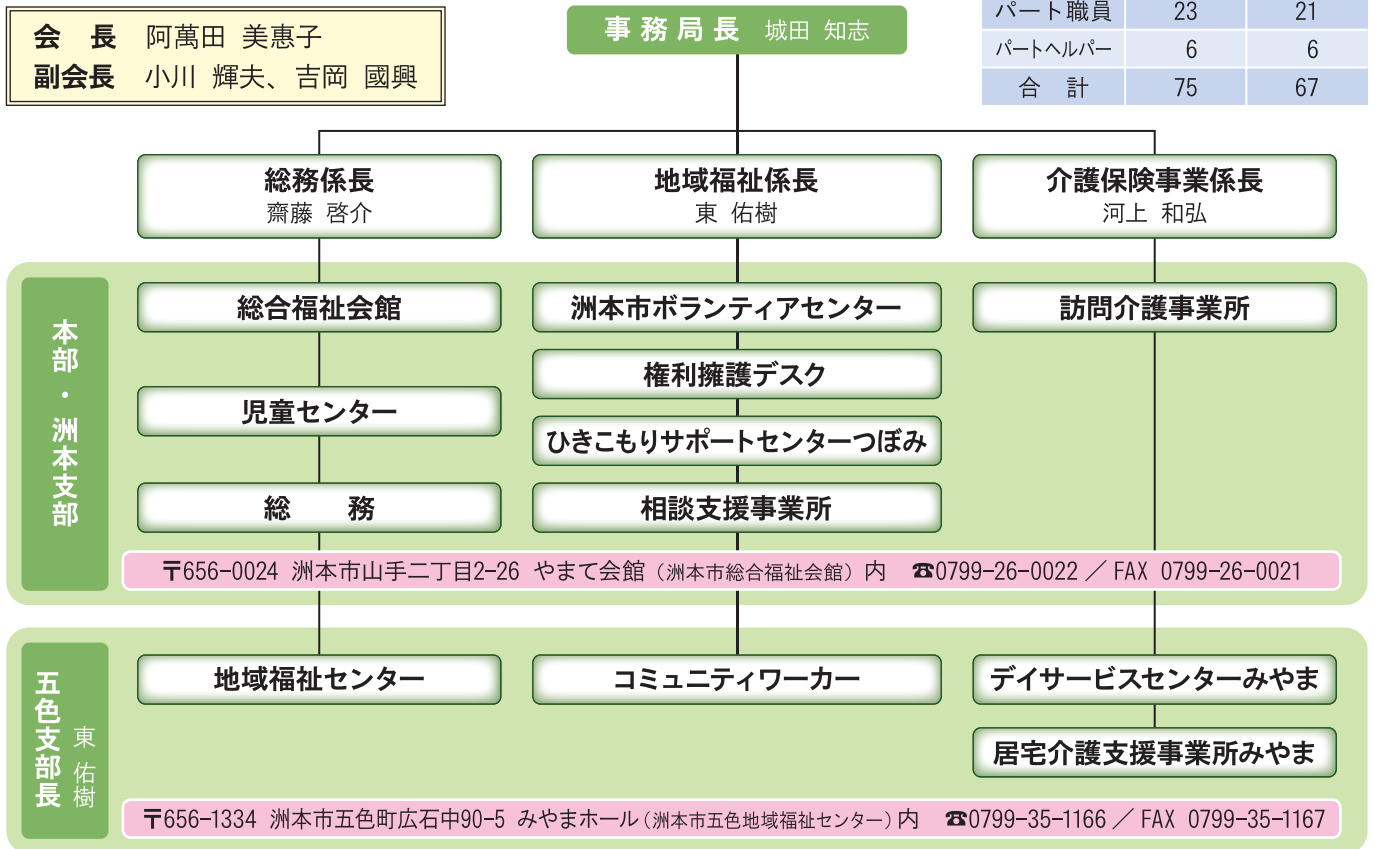 会　長　阿萬田 美惠子
副会長　小川 輝夫、吉岡 國興
事務局長　城田 知志
パート職員　23　21
パートヘルパー　6　6
合　計　75　67
総務係長
齋藤 啓介
地域福祉係長
東 佑樹
介護保険事業係長
河上 和弘
本部・洲本支部
総合福祉会館
児童センター
総　務
洲本市ボランティアセンター
権利擁護デスク
ひきこもりサポートセンターつぼみ
相談支援事業所
訪問介護事業所
〒656-0024 洲本市山手二丁目2-26 やまて会館（洲本市総合福祉会館）内　☎0799-26-0022／FAX 0799-26-0021
五色支部長
東 佑樹
地域福祉センター
コミュニティワーカー
デイサービスセンターみやま
居宅介護支援事業所みやま
〒656-1334 洲本市五色町広石中90-5 みやまホール（洲本市五色地域福祉センター）内　☎0799-35-1166／FAX 0799-35-1167